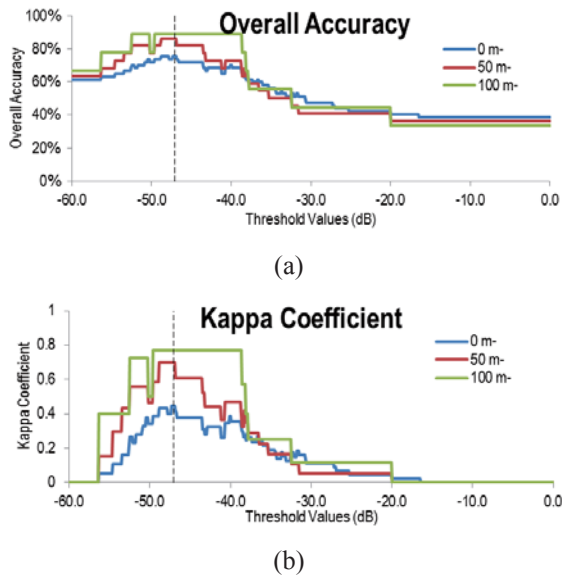 Overall Accuracy
100%
80%
60%
40%
20%
0%
Overall Accuracy
0 m-
50 m-
100 m-
-60.0 -50.0 -40.0 -30.0 -20.0 -10.0 0.0
Threshold Values (dB)
(a)
Kappa Coefficient
1
0.8
0.6
0.4
0.2
0
Kappa Coefficient
0 m-
50 m-
100 m-
-60.0 -50.0 -40.0 -30.0 -20.0 -10.0 0.0
Threshold Values (dB)
(b)